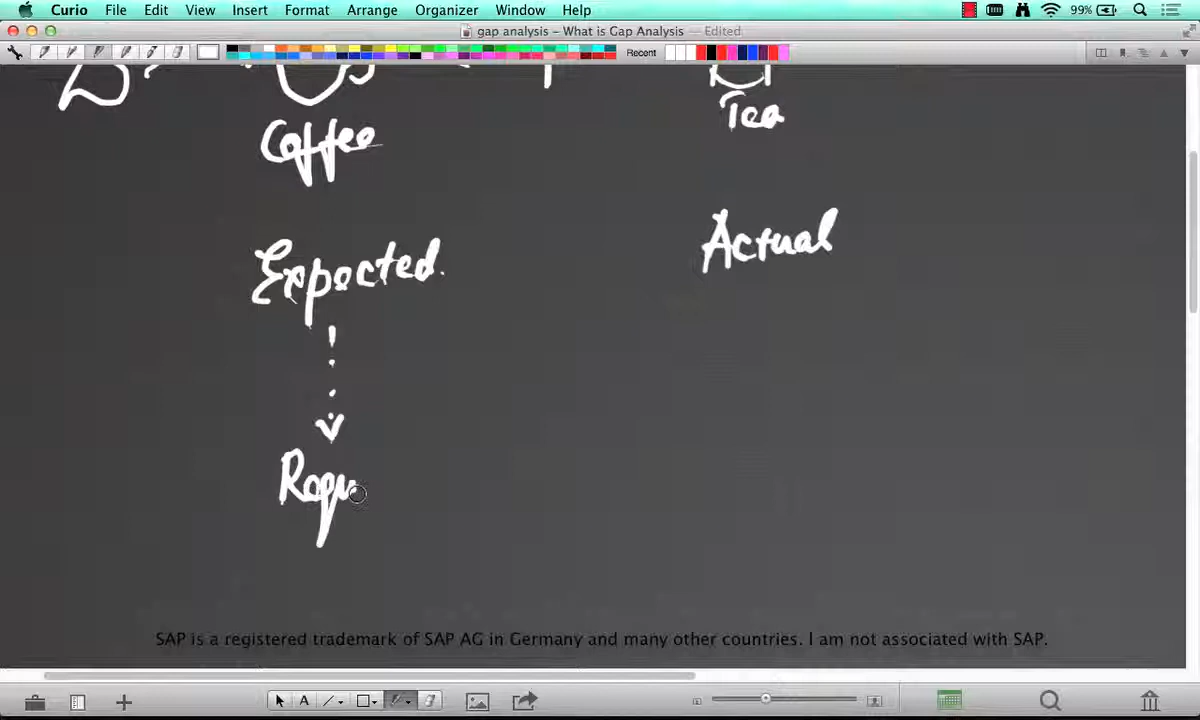 Curio File Edit View Insert Format Arrange Organizer Window Help 99%
gap analysis – What is Gap Analysis — Edited
Recent
Coffee
Tea
Expected.
Actual
Requ
SAP is a registered trademark of SAP AG in Germany and many other countries. I am not associated with SAP.
A